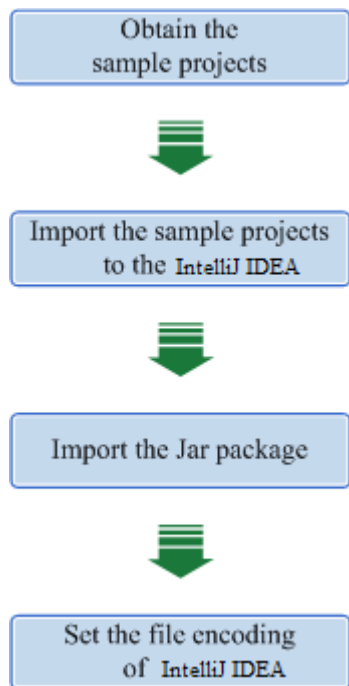 Obtain the
sample projects
Import the sample projects
to the IntelliJ IDEA
Import the Jar package
Set the file encoding
of IntelliJ IDEA